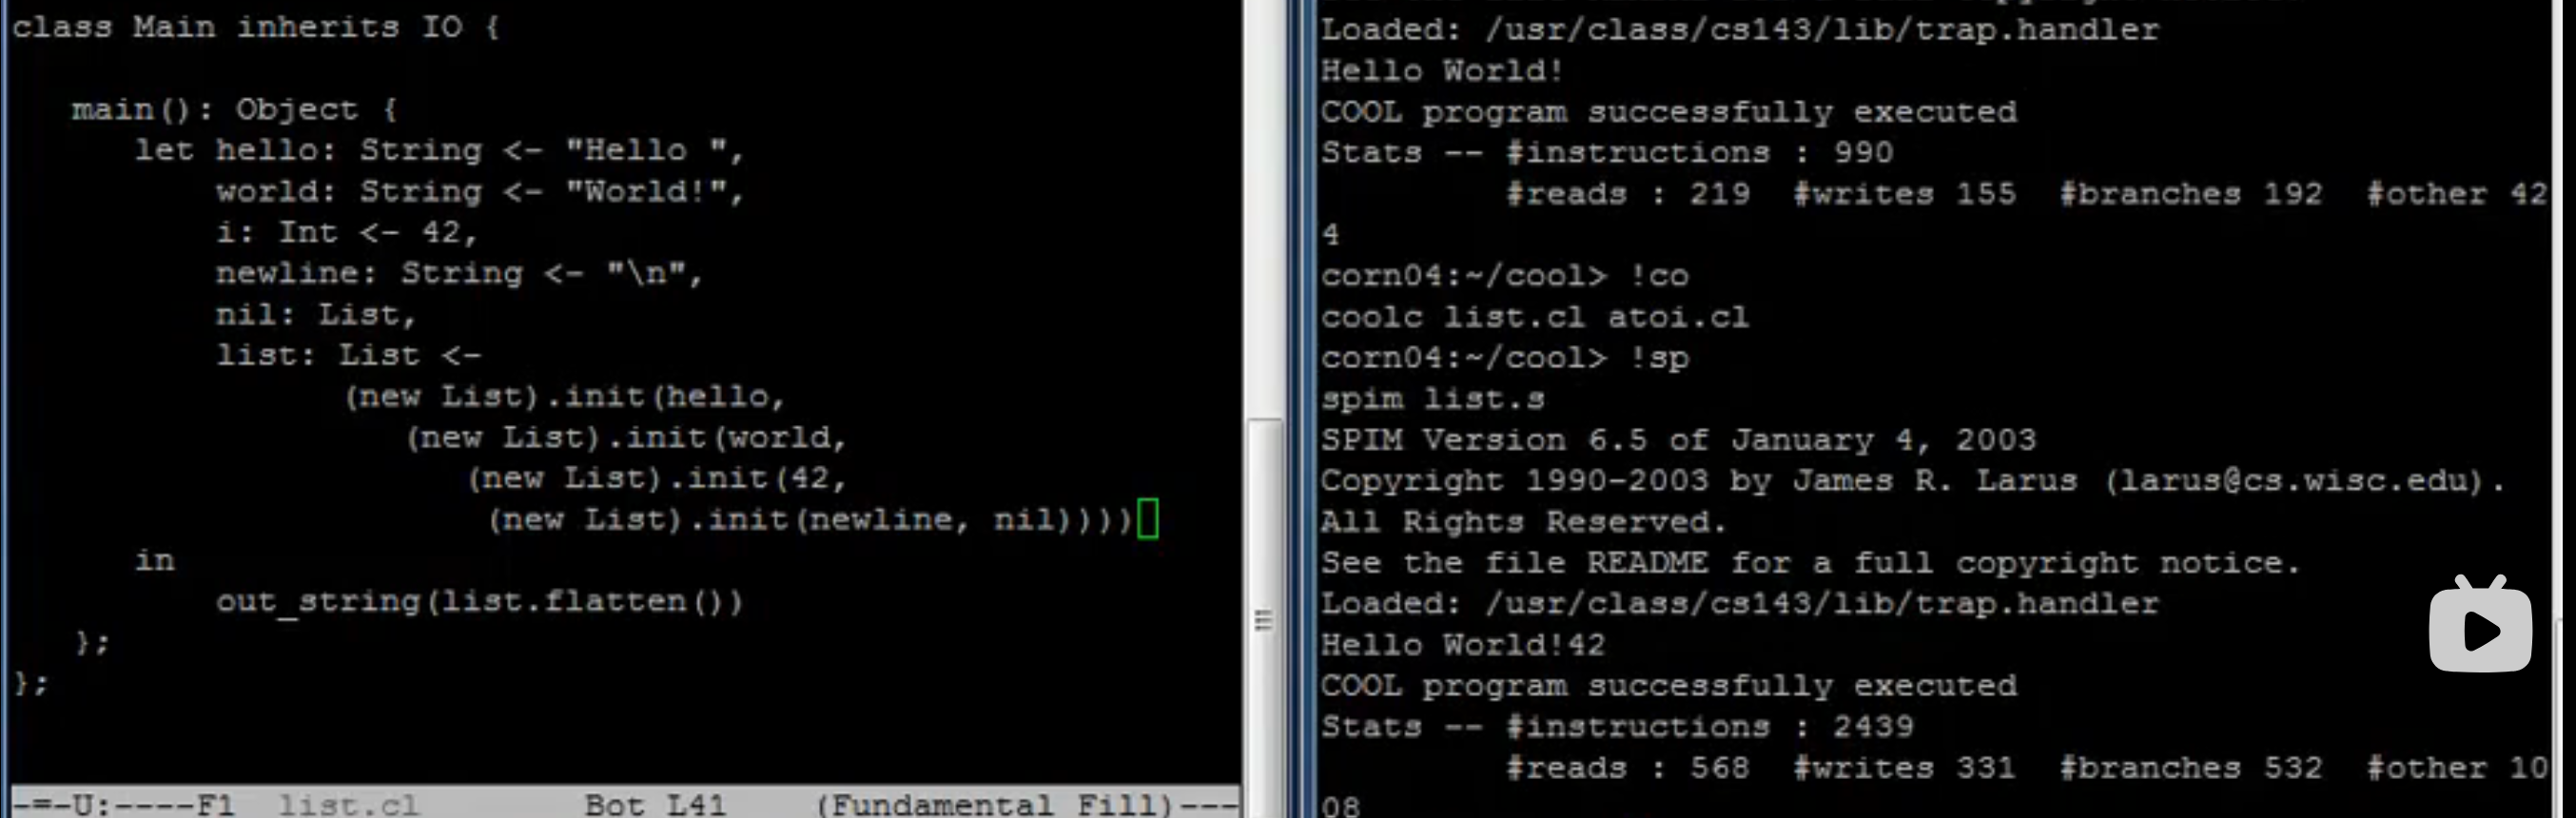 class Main inherits IO {
main(): Object {
let hello: String <- "Hello ",
world: String <- "World!",
i: Int <- 42,
newline: String <- "\n",
nil: List,
list: List <-
(new List).init(hello,
(new List).init(world,
(new List).init(42,
(new List).init(newline, nil))))
in
out_string(list.flatten())
};
};
-=-U:----F1 list.cl Bot L41 (Fundamental Fill)---
Loaded: /usr/class/cs143/lib/trap.handler
Hello World!
COOL program successfully executed
Stats -- #instructions : 990
#reads : 219 #writes 155 #branches 192 #other 42
4
corn04:~/cool> !co
coolc list.cl atoi.cl
corn04:~/cool> !sp
spim list.s
SPIM Version 6.5 of January 4, 2003
Copyright 1990-2003 by James R. Larus (larus@cs.wisc.edu).
All Rights Reserved.
See the file README for a full copyright notice.
Loaded: /usr/class/cs143/lib/trap.handler
Hello World!42
COOL program successfully executed
Stats -- #instructions : 2439
#reads : 568 #writes 331 #branches 532 #other 10
08